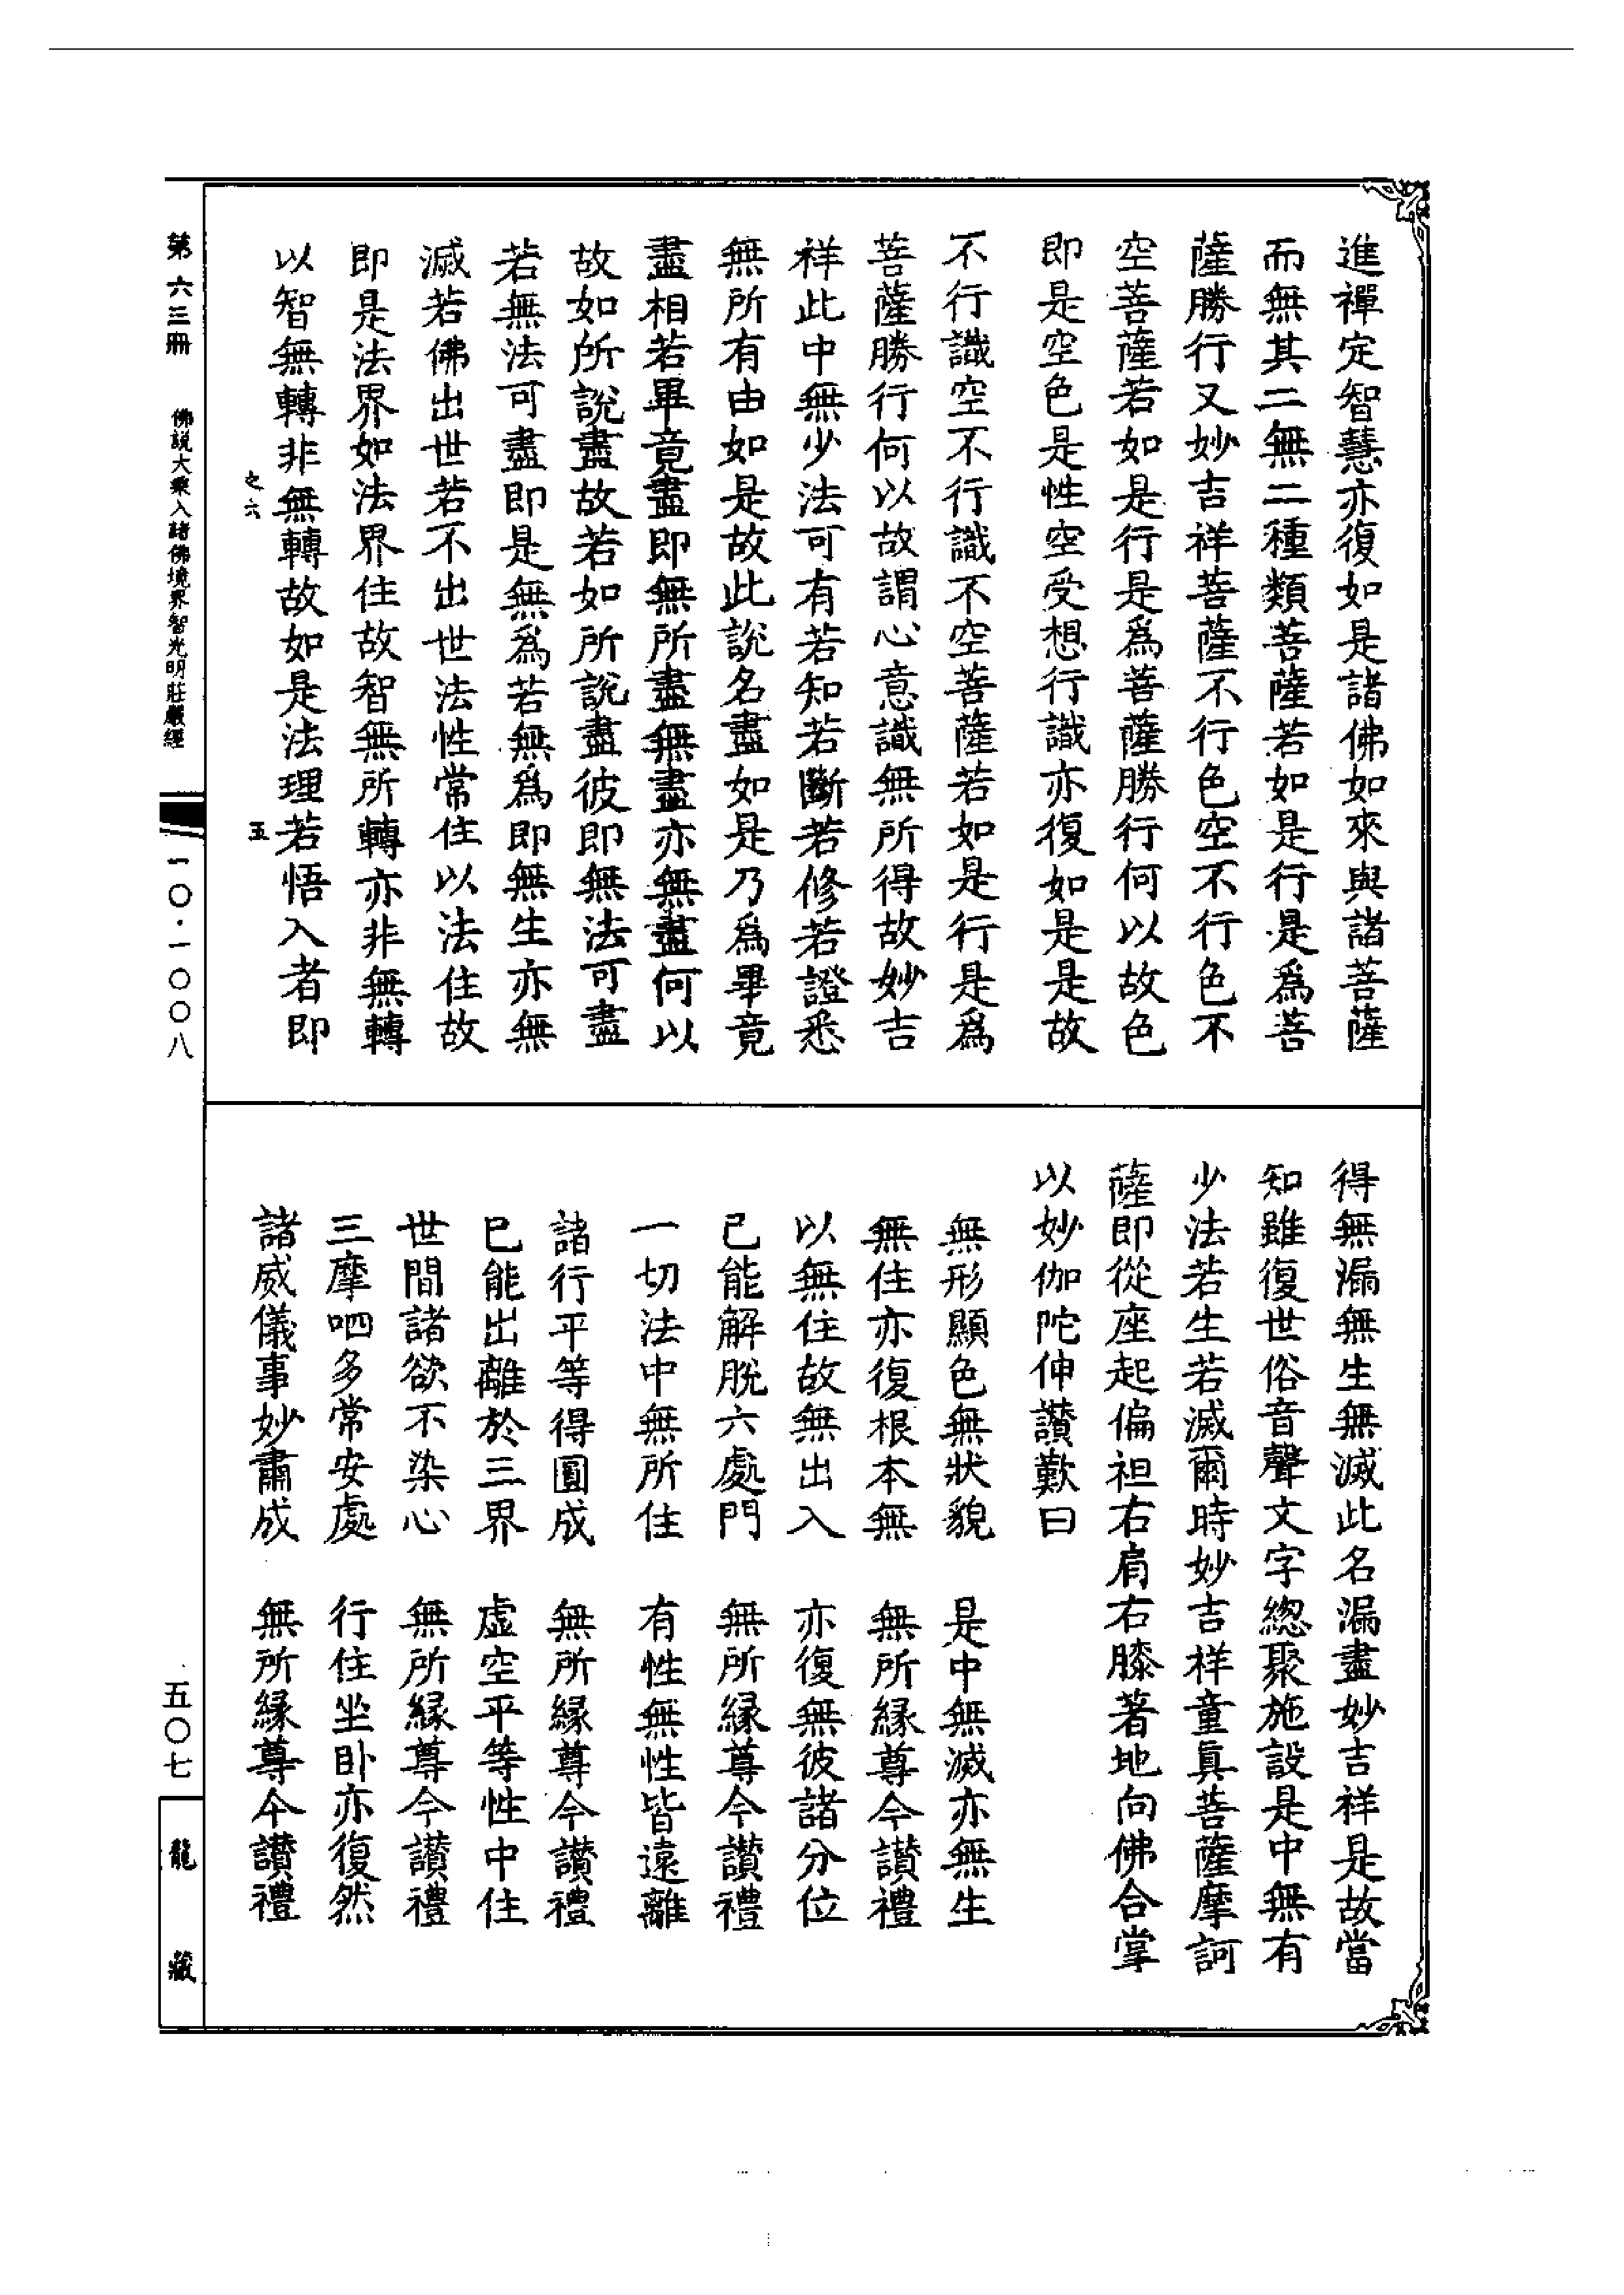 進禪定智慧亦復如是諸佛如來與諸菩薩
而無其二無二種類菩薩若如是行是爲菩
薩勝行又妙吉祥菩薩不行色空不行色不
空菩薩若如是行是爲菩薩勝行何以故色
即是空色是性空受想行識亦復如是是故
不行識空不行識不空菩薩若如是行是爲
菩薩勝行何以故謂心意識無所得故妙吉
祥此中無少法可有若知若斷若修若證悉
無所有由如是故此說名盡如是乃爲畢竟
盡相若畢竟盡即無所盡無盡亦無盡何以
故如所說盡故若如所說盡彼即無法可盡
若無法可盡即是無爲若無爲即無生亦無
滅若佛出世若不出世法性常住以法住故
即是法界如法界住故智無所轉亦非無轉
以智無轉非無轉故如是法理若悟入者即
之六 五
得無漏無生無滅此名漏盡妙吉祥是故當
知雖復世俗音聲文字緫聚施設是中無有
少法若生若滅爾時妙吉祥童眞菩薩摩訶
薩即從座起偏袒右肩右膝著地向佛合掌
以妙伽陀伸讃歎曰
無形顯色無狀貌 是中無滅亦無生
無住亦復根本無 無所緣尊今讃禮
以無住故無出入 亦復無彼諸分位
已能解脫六處門 無所緣尊今讃禮
一切法中無所住 有性無性皆遠離
諸行平等得圓成 無所緣尊今讃禮
已能出離於三界 虛空平等性中住
世間諸欲不染心 無所緣尊今讃禮
三摩呬多常安處 行住坐卧亦復然
諸威儀事妙肅成 無所緣尊今讃禮
第六三冊 佛説大乘入諸佛境界智光明莊嚴經 一〇·一〇〇八
五〇七 龍藏